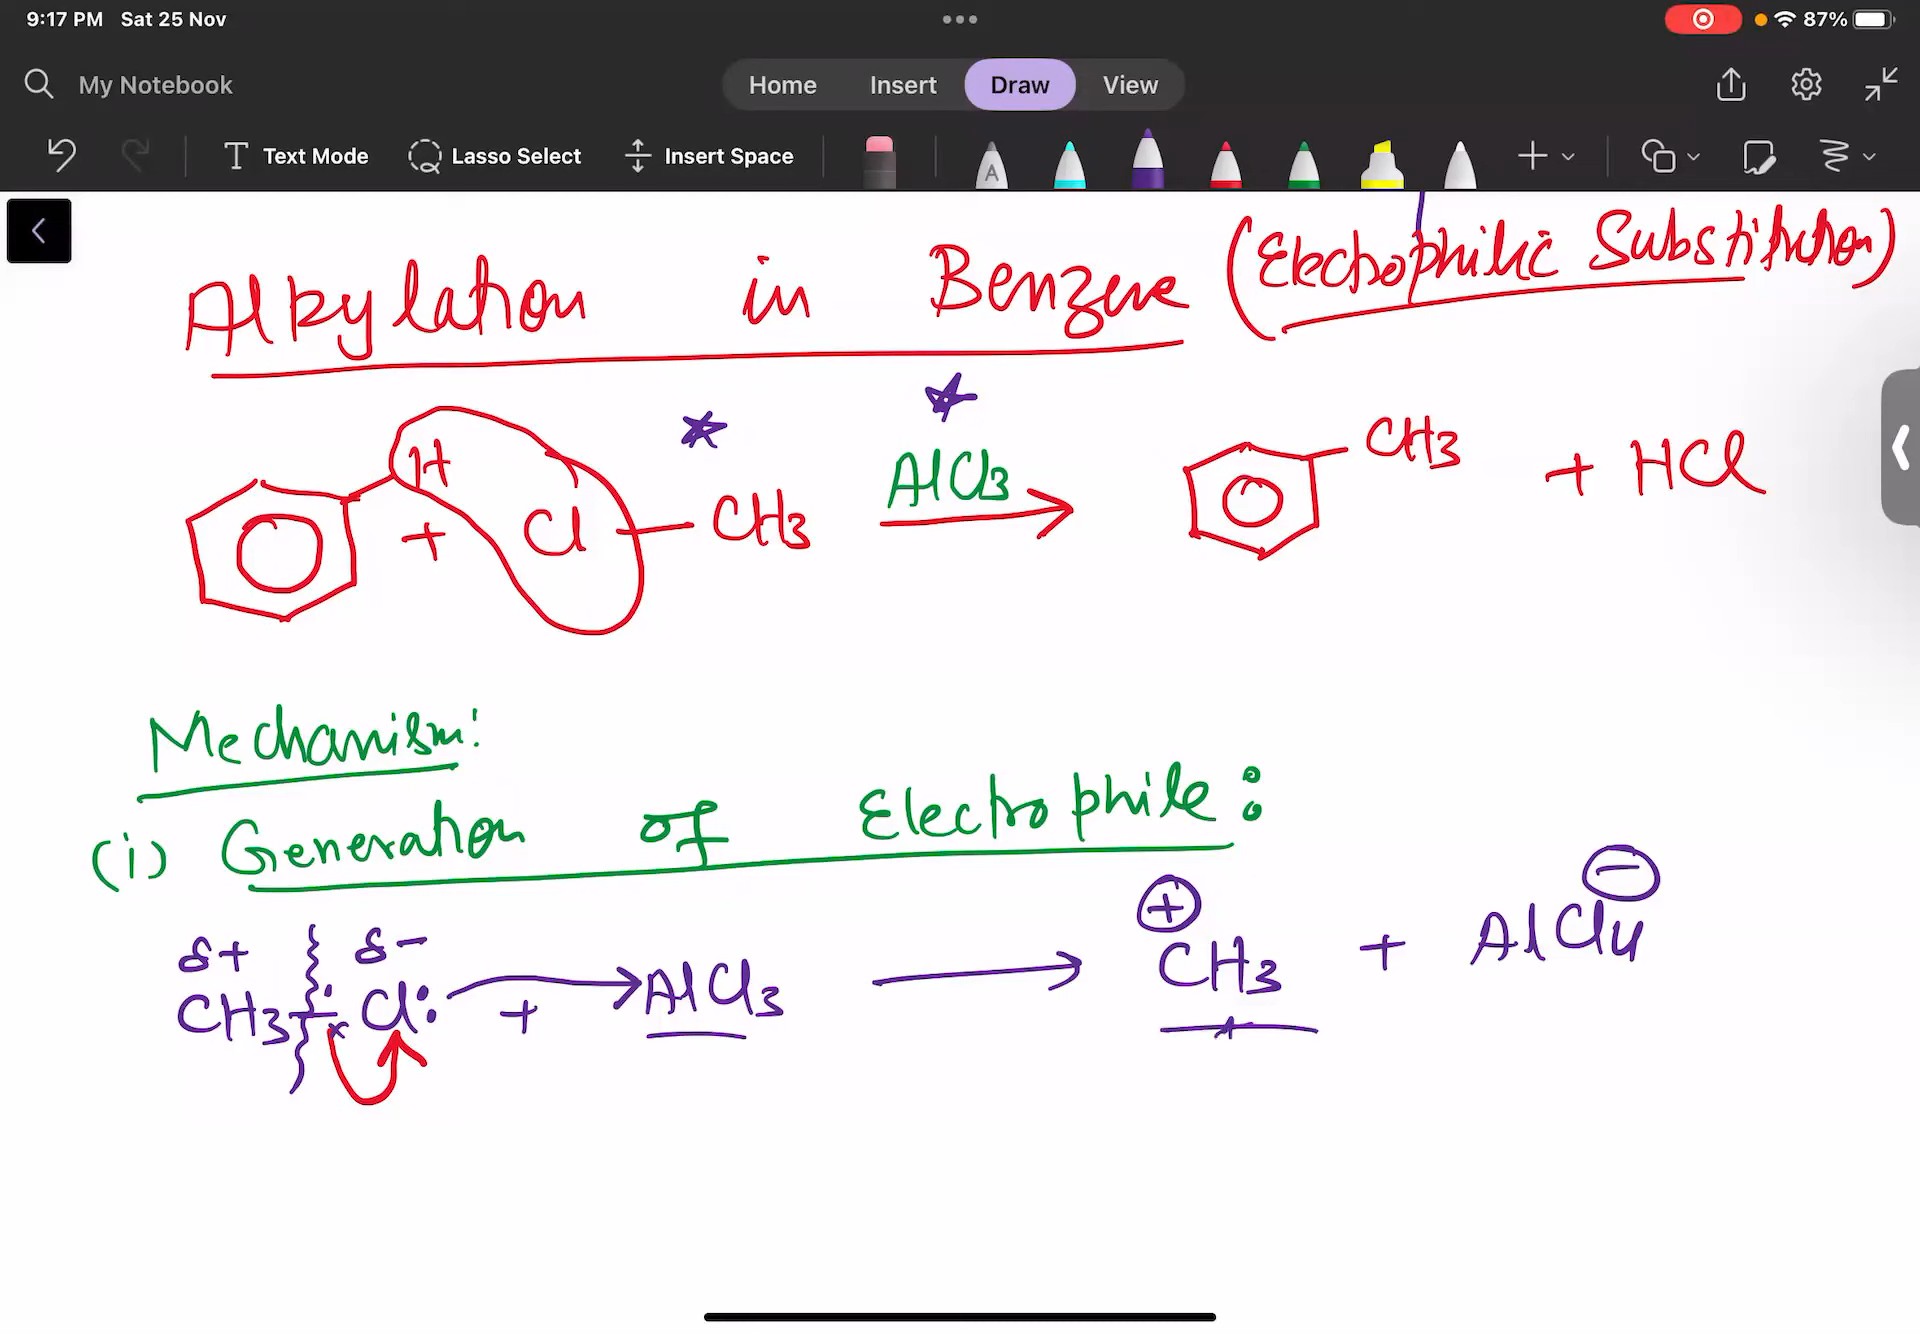 9:17 PM Sat 25 Nov
87%
My Notebook
Home Insert Draw View
Text Mode Lasso Select Insert Space
A
Alkylation in Benzene (Electrophilic Substitution)
H + Cl — CH3 AlCl3 → CH3 + HCl
Mechanism:
(i) Generation of Electrophile:
δ+ δ- ⊕ ⊖
CH3 Cl: + → AlCl3 → CH3 + AlCl4